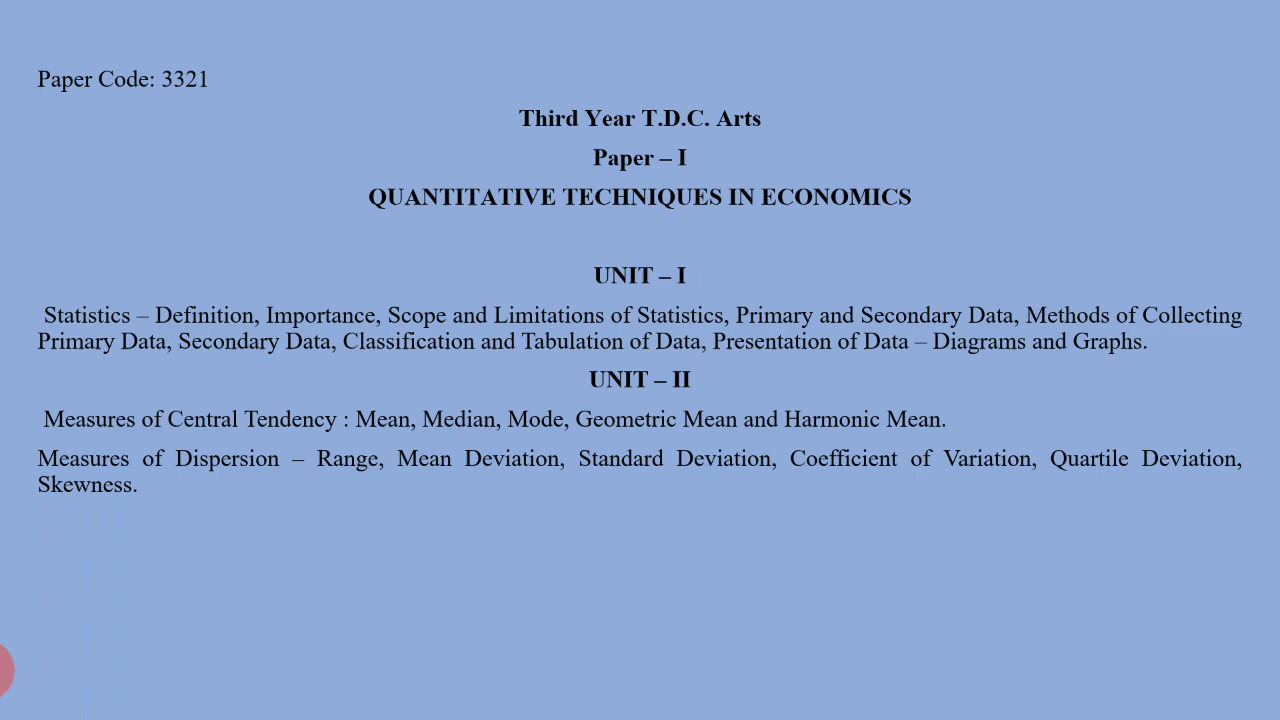 Paper Code: 3321
Third Year T.D.C. Arts
Paper – I
QUANTITATIVE TECHNIQUES IN ECONOMICS
UNIT – I
Statistics – Definition, Importance, Scope and Limitations of Statistics, Primary and Secondary Data, Methods of Collecting
Primary Data, Secondary Data, Classification and Tabulation of Data, Presentation of Data – Diagrams and Graphs.
UNIT – II
Measures of Central Tendency : Mean, Median, Mode, Geometric Mean and Harmonic Mean.
Measures of Dispersion – Range, Mean Deviation, Standard Deviation, Coefficient of Variation, Quartile Deviation,
Skewness.